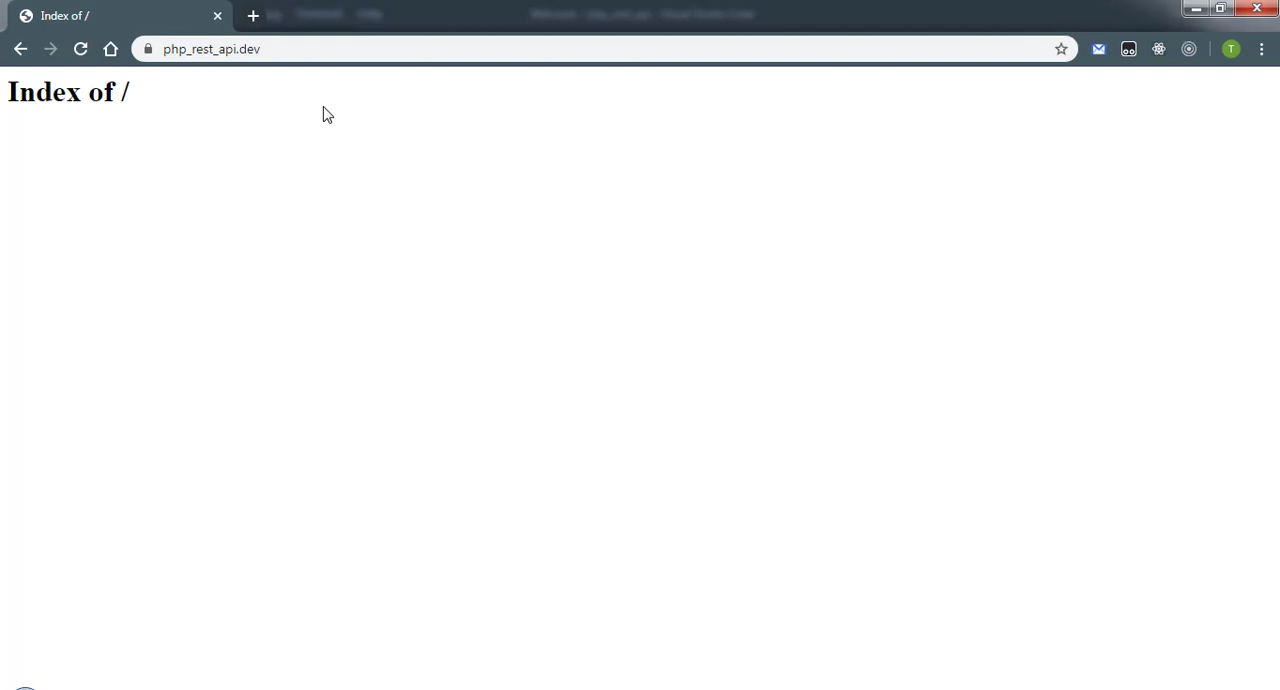 Index of /
php_rest_api.dev
T
Index of /